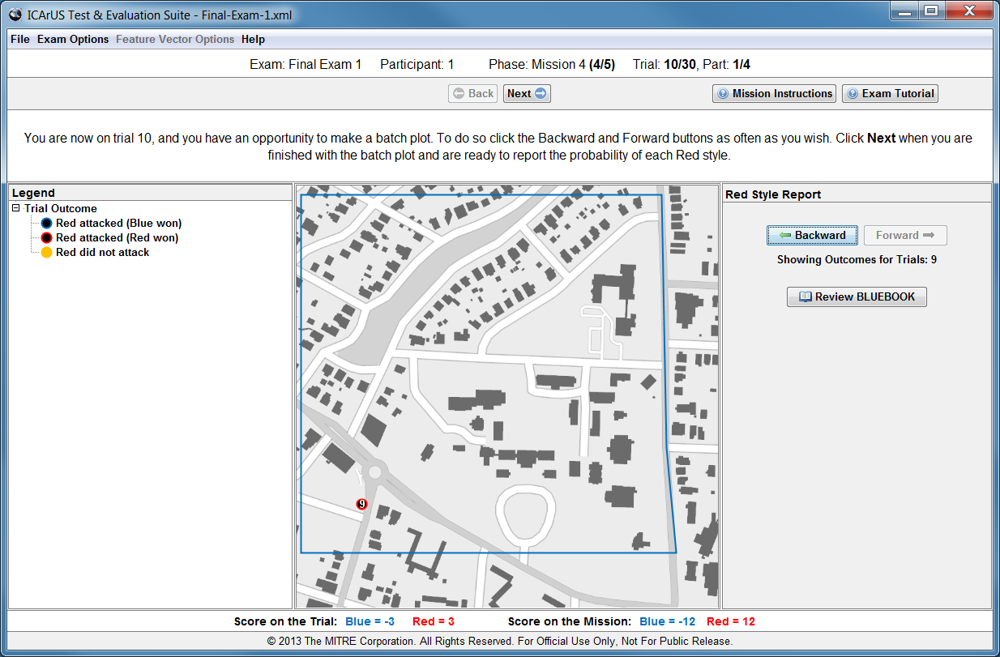 ICArUS Test & Evaluation Suite - Final-Exam-1.xml
File Exam Options Feature Vector Options Help
Exam: Final Exam 1 Participant: 1 Phase: Mission 4 (4/5) Trial: 10/30, Part: 1/4
Back Next Mission Instructions Exam Tutorial
You are now on trial 10, and you have an opportunity to make a batch plot. To do so click the Backward and Forward buttons as often as you wish. Click Next when you are
finished with the batch plot and are ready to report the probability of each Red style.
Legend
Trial Outcome
Red attacked (Blue won)
Red attacked (Red won)
Red did not attack
9
Red Style Report
Backward Forward
Showing Outcomes for Trials: 9
Review BLUEBOOK
Score on the Trial: Blue = -3 Red = 3 Score on the Mission: Blue = -12 Red = 12
© 2013 The MITRE Corporation. All Rights Reserved. For Official Use Only, Not For Public Release.